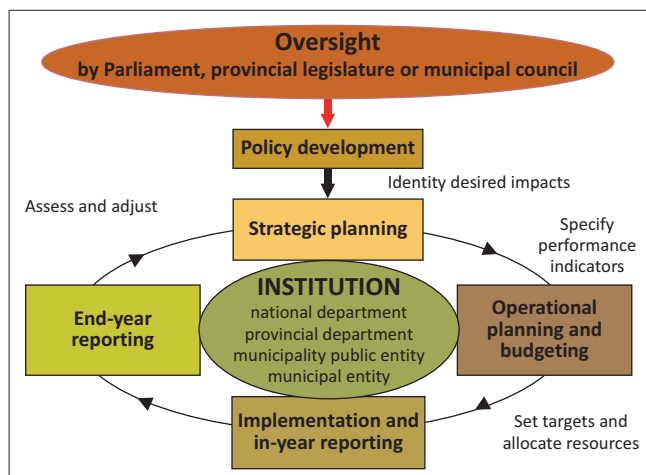 Oversight
by Parliament, provincial legislature or municipal council
Policy development
Identity desired impacts
Assess and adjust
Strategic planning
Specify
performance
indicators
INSTITUTION
national department
provincial department
municipality public entity
municipal entity
End-year
reporting
Operational
planning and
budgeting
Implementation and
in-year reporting
Set targets and
allocate resources